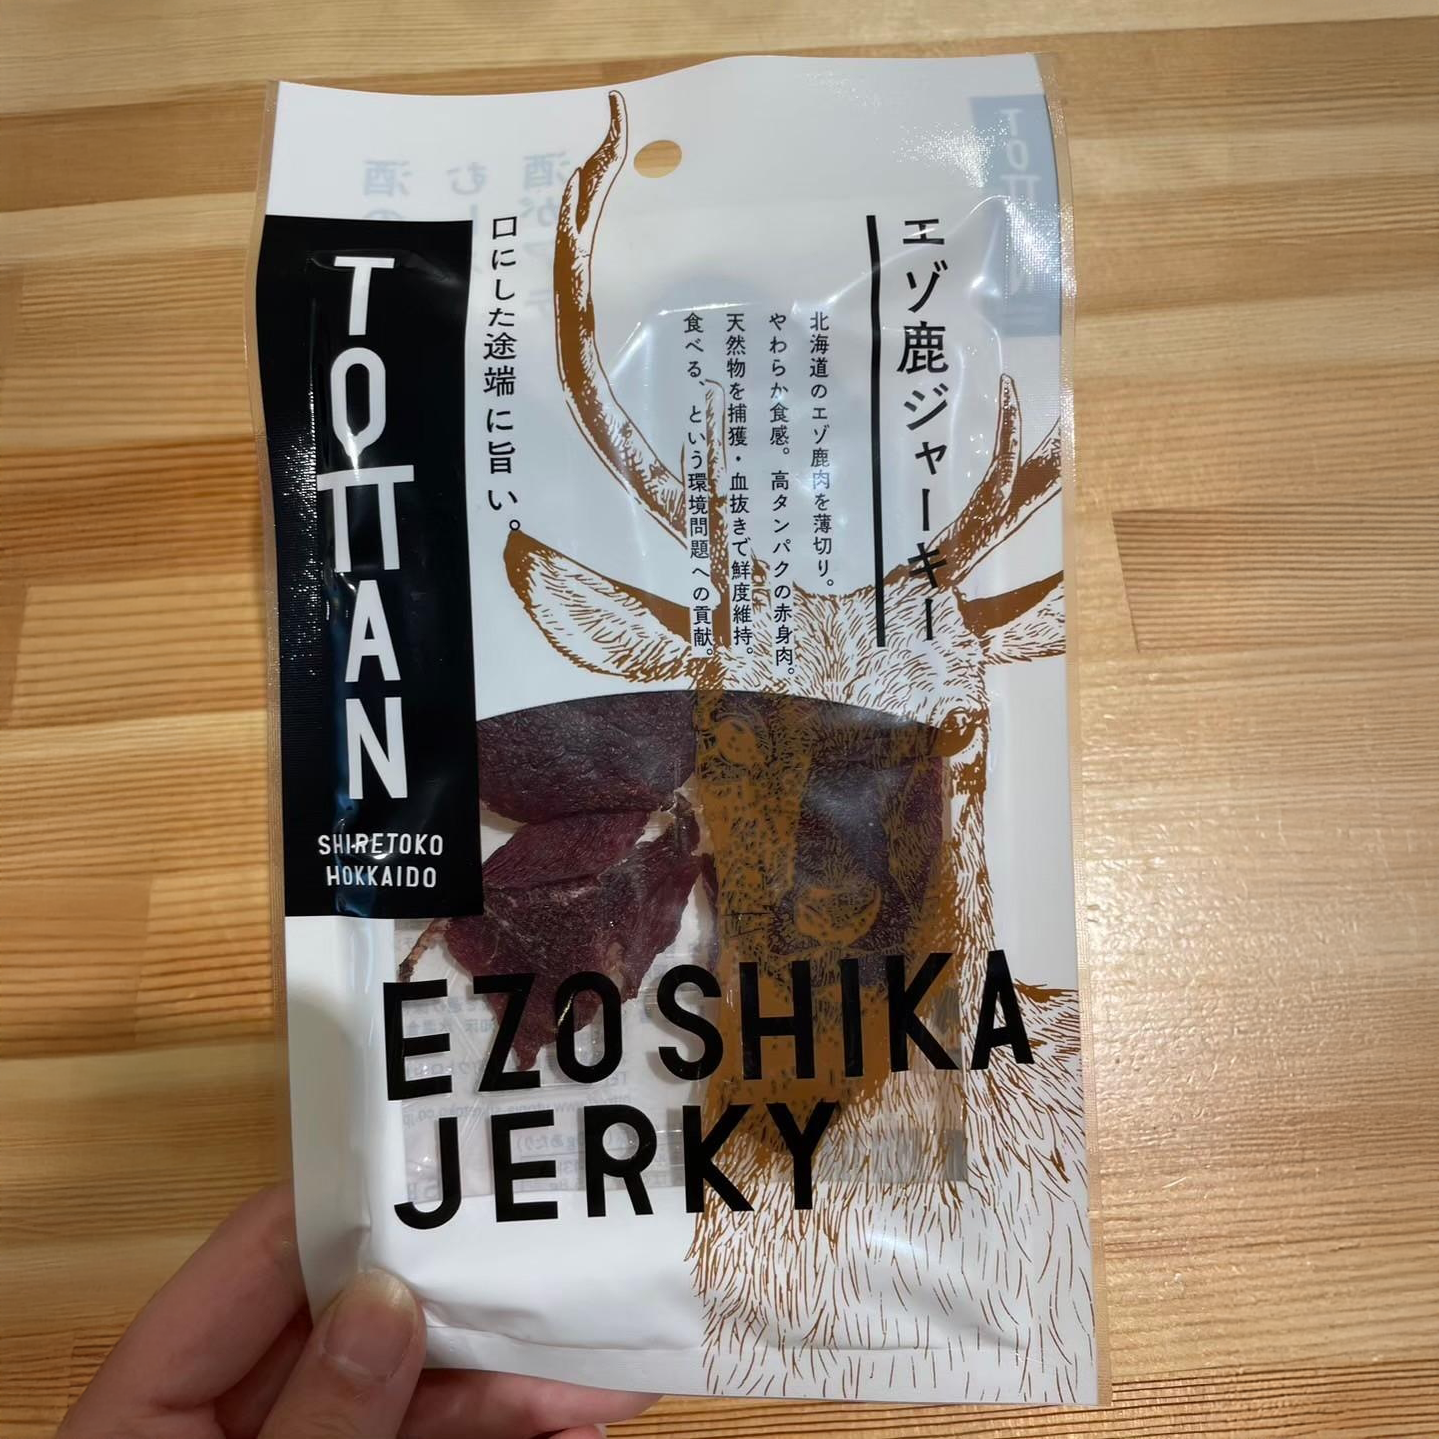 TOTTAN
SHIRETOKO
HOKKAIDO
エゾ鹿ジャーキー
北海道のエゾ鹿肉を薄切り。
やわらか食感。高タンパクの赤身肉。
天然物を捕獲・血抜きで鮮度維持。
食べる、という環境問題への貢献。
口にした途端に旨い。
EZO SHIKA
JERKY